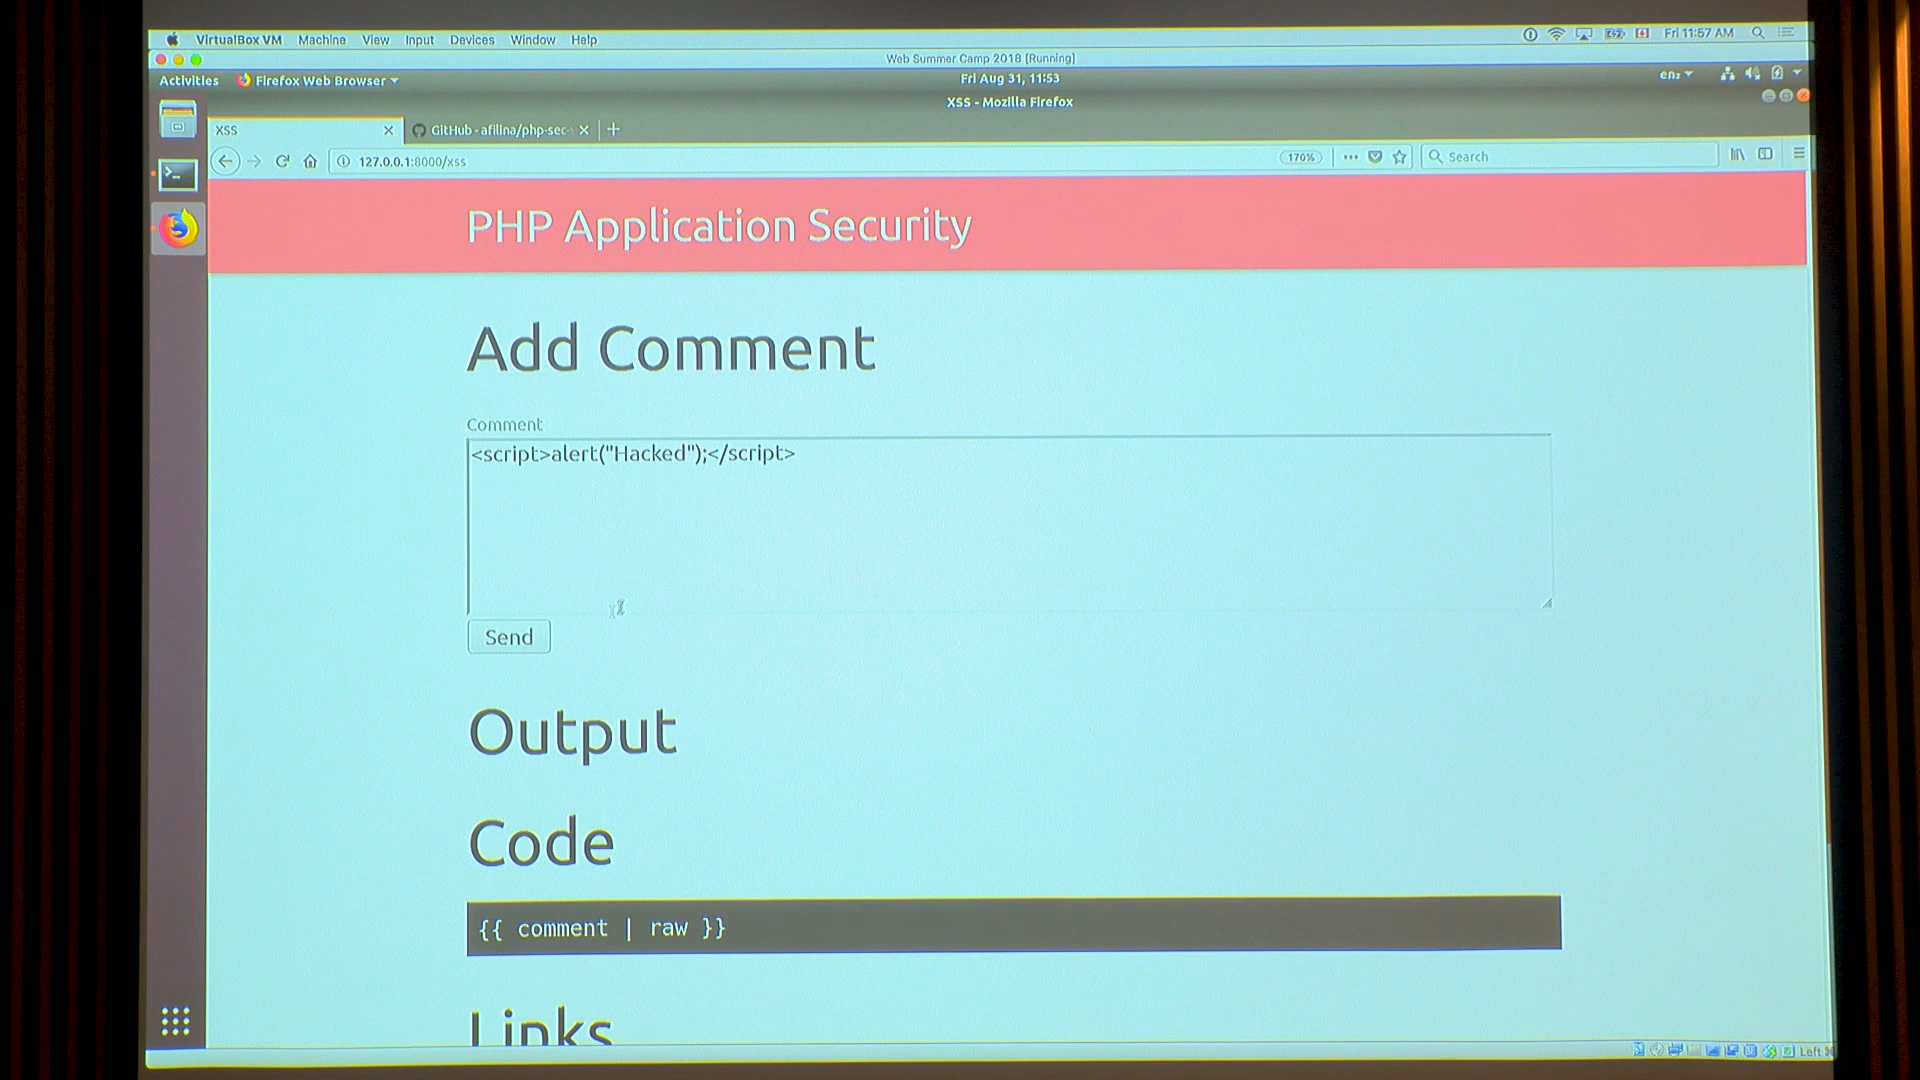 VirtualBox VM Machine View Input Devices Window Help Fri 11:57 AM
Web Summer Camp 2018 [Running]
Activities Firefox Web Browser Fri Aug 31, 11:53 en₂
XSS - Mozilla Firefox
XSS GitHub - afilina/php-sec
127.0.0.1:8000/xss 170% Search
PHP Application Security
Add Comment
Comment
<script>alert("Hacked");</script>
Send
Output
Code
{{ comment | raw }}
Links
Left ⌘